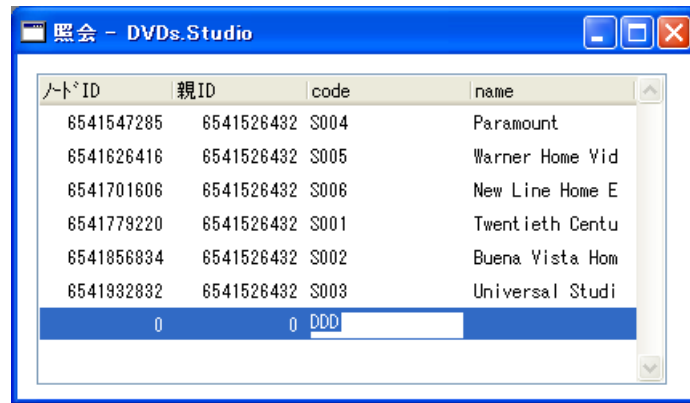 照会 - DVDs.Studio
ﾉｰﾄﾞID 親ID code name
6541547285 6541526432 S004 Paramount
6541626416 6541526432 S005 Warner Home Vid
6541701606 6541526432 S006 New Line Home E
6541779220 6541526432 S001 Twentieth Centu
6541856834 6541526432 S002 Buena Vista Hom
6541932832 6541526432 S003 Universal Studi
0 0 DDD